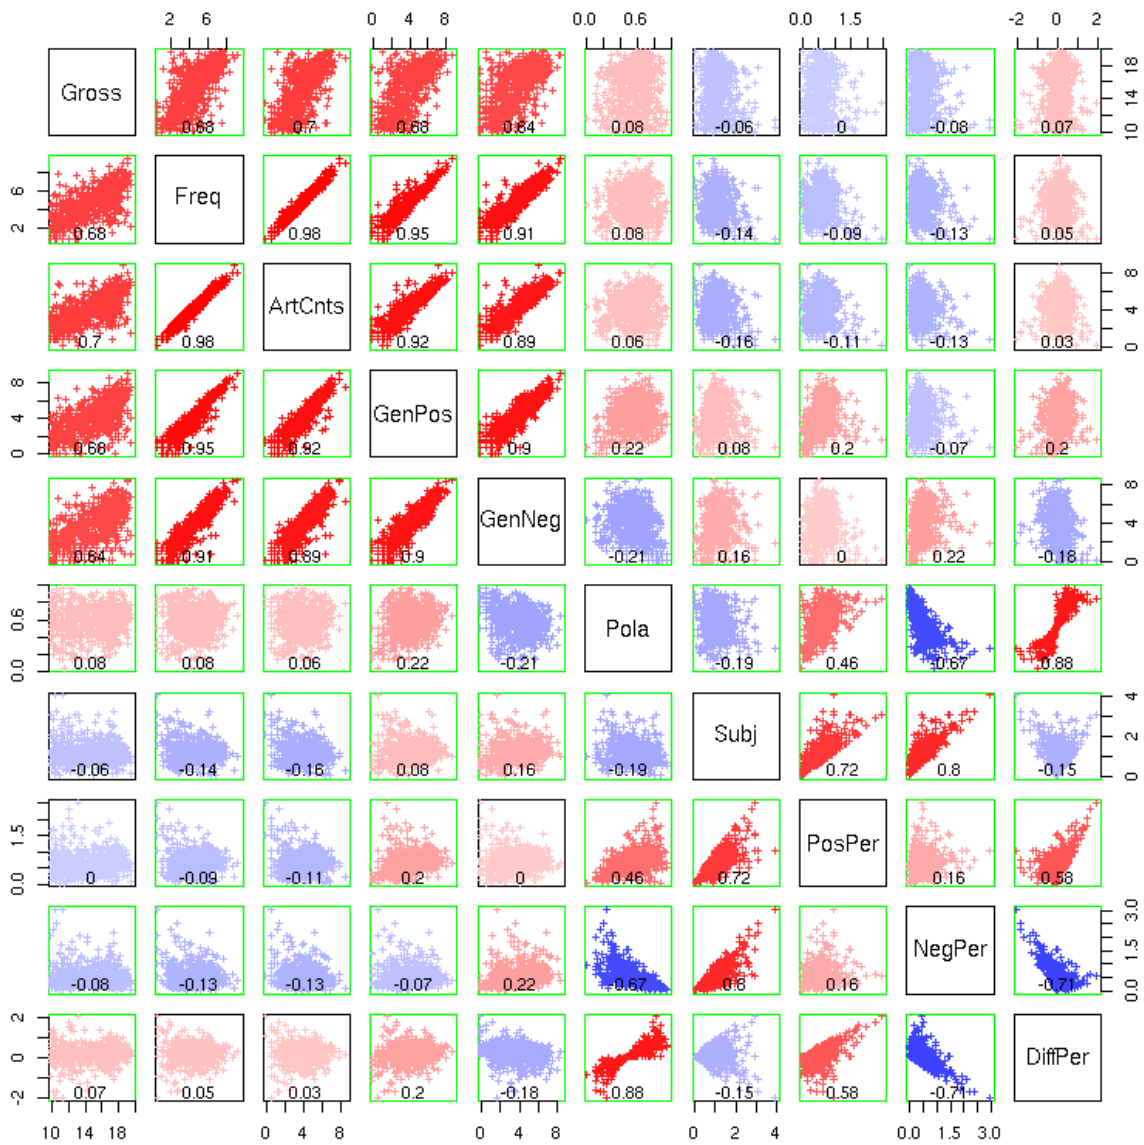 2 6 0 4 8 0.0 0.6 0.0 1.5 -2 0 2
Gross 0.68 0.7 0.68 0.64 0.08 -0.06 0 -0.08 0.07 10 14 18
2 6 0.68 Freq 0.98 0.95 0.91 0.08 -0.14 -0.09 -0.13 0.05
0.7 0.98 ArtCnts 0.92 0.89 0.06 -0.16 -0.11 -0.13 0.03 0 4 8
0 4 8 0.68 0.95 0.92 GenPos 0.9 0.22 0.08 0.2 -0.07 0.2
0.64 0.91 0.89 0.9 GenNeg -0.21 0.16 0 0.22 -0.18 0 4 8
0.0 0.6 0.08 0.08 0.06 0.22 -0.21 Pola -0.19 0.46 -0.67 0.88
-0.06 -0.14 -0.16 0.08 0.16 -0.19 Subj 0.72 0.8 -0.15 0 2 4
0.0 1.5 0 -0.09 -0.11 0.2 0 0.46 0.72 PosPer 0.16 0.58
-0.08 -0.13 -0.13 -0.07 0.22 -0.67 0.8 0.16 NegPer -0.71 0.0 1.5 3.0
-2 0 2 0.07 0.05 0.03 0.2 -0.18 0.88 -0.15 0.58 -0.71 DiffPer
10 14 18 0 4 8 0 4 8 0 2 4 0.0 1.5 3.0